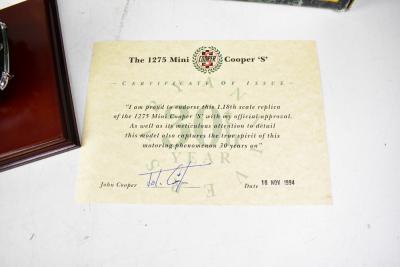 The 1275 Mini COOPER Cooper 'S'
CERTIFICATE OF ISSUE
"I am proud to endorse this 1.18th scale replica
of the 1275 Mini Cooper 'S' with my official approval.
As well as its meticulous attention to detail
this model also captures the true spirit of this
motoring phenomenon 30 years on"
YEAR
John Cooper
Date 18 NOV 1994